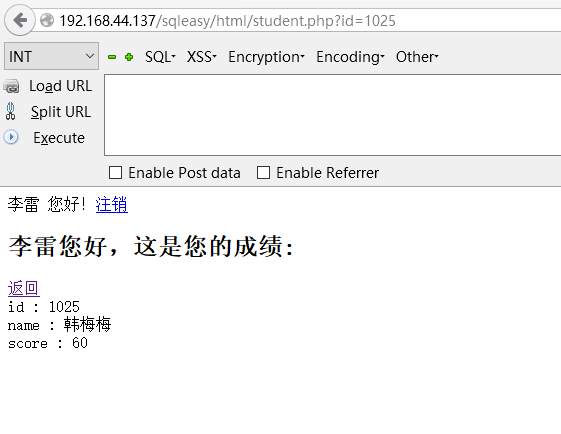 192.168.44.137/sqleasy/html/student.php?id=1025
INT SQL XSS Encryption Encoding Other
Load URL
Split URL
Execute
Enable Post data Enable Referrer
李雷 您好! 注销
李雷您好，这是您的成绩:
返回
id : 1025
name : 韩梅梅
score : 60